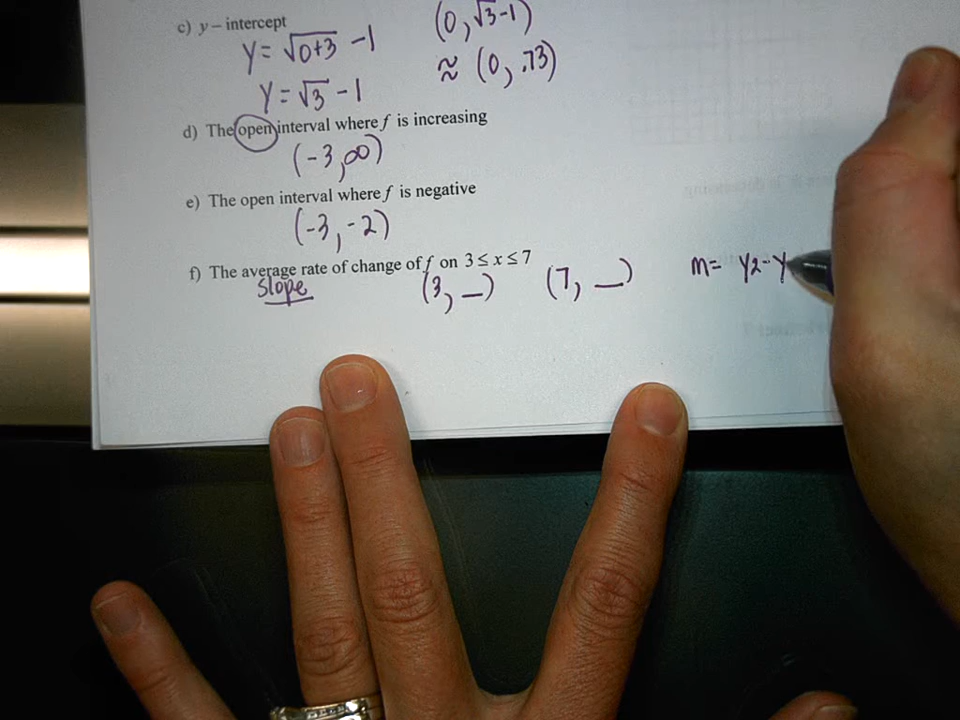 c) y – intercept
(0, √3-1)
y = √0+3 -1
≈ (0, .73)
y = √3 - 1
d) The open interval where f is increasing
(-3, ∞)
e) The open interval where f is negative
(-3, -2)
f) The average rate of change of f on 3 ≤ x ≤ 7
slope (3, _) (7, _) m= y2-y